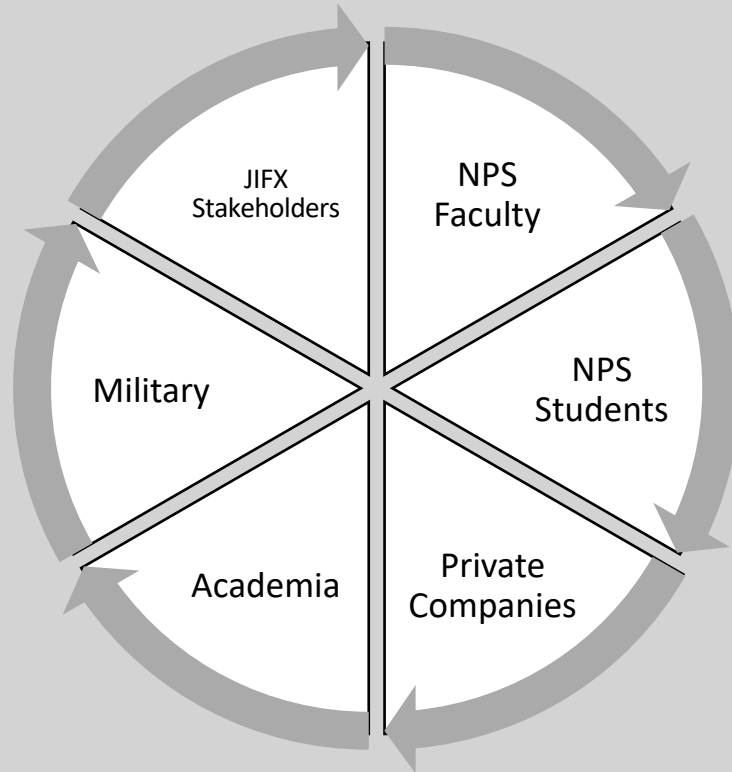 JIFX
Stakeholders
NPS
Faculty
Military
NPS
Students
Academia
Private
Companies